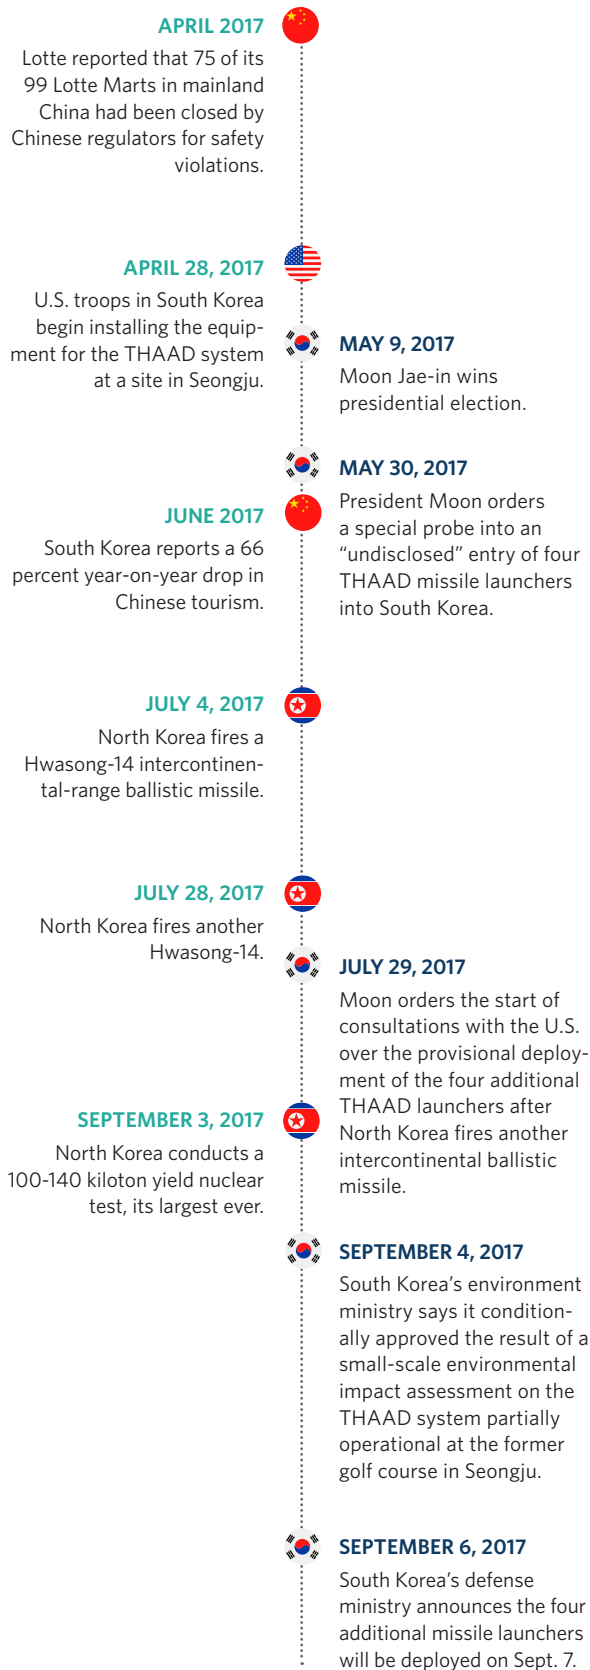 APRIL 2017
Lotte reported that 75 of its
99 Lotte Marts in mainland
China had been closed by
Chinese regulators for safety
violations.
APRIL 28, 2017
U.S. troops in South Korea
begin installing the equip-
ment for the THAAD system
at a site in Seongju.
MAY 9, 2017
Moon Jae-in wins
presidential election.
MAY 30, 2017
President Moon orders
a special probe into an
“undisclosed” entry of four
THAAD missile launchers
into South Korea.
JUNE 2017
South Korea reports a 66
percent year-on-year drop in
Chinese tourism.
JULY 4, 2017
North Korea fires a
Hwasong-14 intercontinen-
tal-range ballistic missile.
JULY 28, 2017
North Korea fires another
Hwasong-14.
JULY 29, 2017
Moon orders the start of
consultations with the U.S.
over the provisional deploy-
ment of the four additional
THAAD launchers after
North Korea fires another
intercontinental ballistic
missile.
SEPTEMBER 3, 2017
North Korea conducts a
100-140 kiloton yield nuclear
test, its largest ever.
SEPTEMBER 4, 2017
South Korea’s environment
ministry says it condition-
ally approved the result of a
small-scale environmental
impact assessment on the
THAAD system partially
operational at the former
golf course in Seongju.
SEPTEMBER 6, 2017
South Korea’s defense
ministry announces the four
additional missile launchers
will be deployed on Sept. 7.